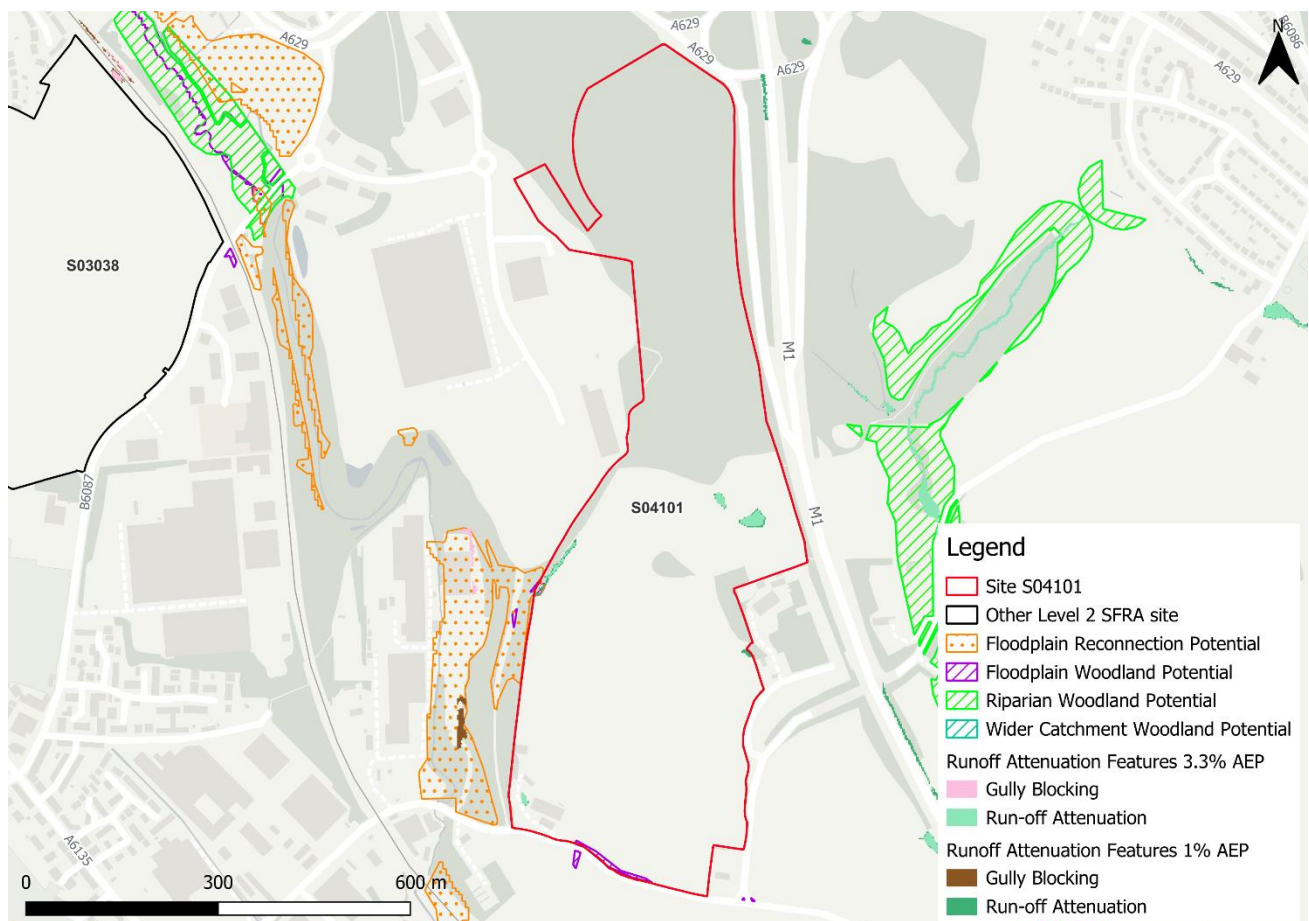 A629
A629
A629
A629
B6086
A629
N
S03038
M1
B6087
S04101
M1
A6135
Legend
Site S04101
Other Level 2 SFRA site
Floodplain Reconnection Potential
Floodplain Woodland Potential
Riparian Woodland Potential
Wider Catchment Woodland Potential
Runoff Attenuation Features 3.3% AEP
Gully Blocking
Run-off Attenuation
Runoff Attenuation Features 1% AEP
Gully Blocking
Run-off Attenuation
0 300 600 m